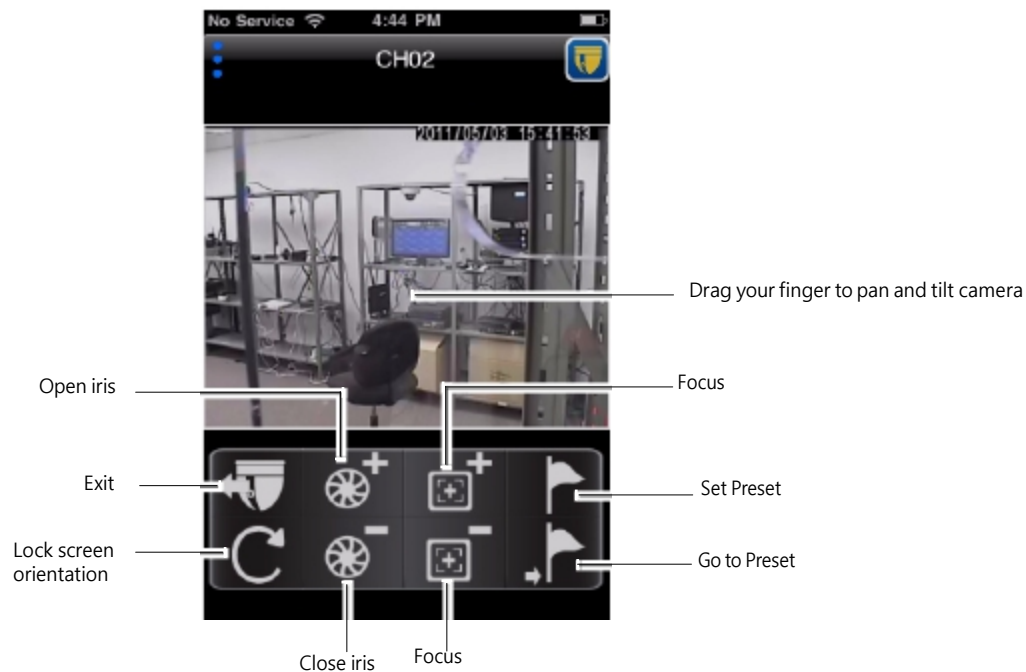 No Service 4:44 PM
CH02
2011/05/03 15:41:53
Drag your finger to pan and tilt camera
Open iris
Focus
Exit
Set Preset
Lock screen
orientation
Go to Preset
Close iris
Focus